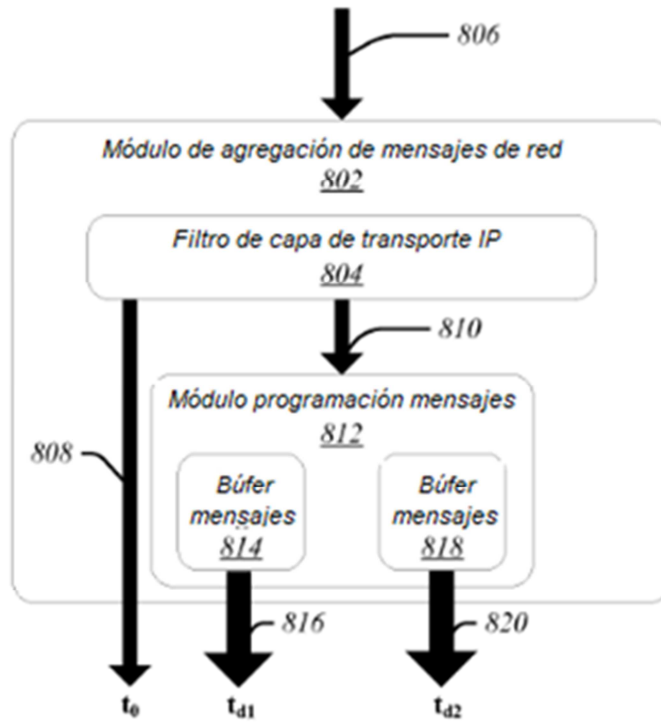 806
Módulo de agregación de mensajes de red
802
Filtro de capa de transporte IP
804
810
Módulo programación mensajes
812
808
Búfer
mensajes
814
Búfer
mensajes
818
816
820
t0
td1
td2